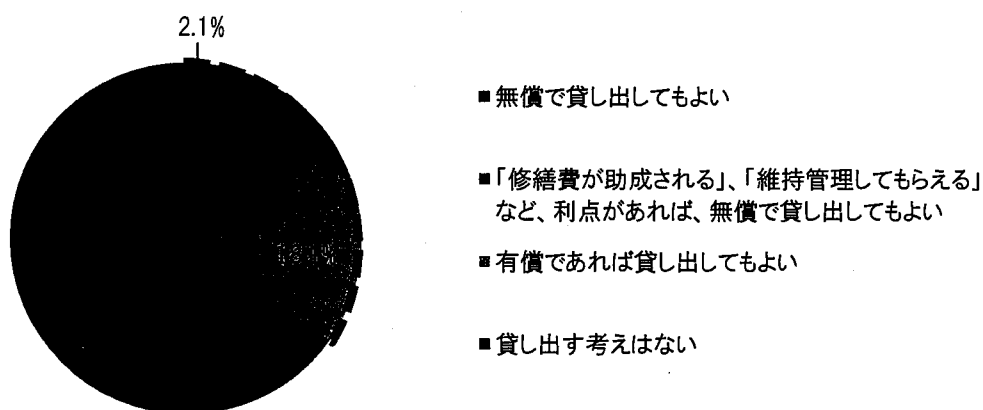 2.1%
■無償で貸し出してもよい
■「修繕費が助成される」、「維持管理してもらえる」
など、利点があれば、無償で貸し出してもよい
■有償であれば貸し出してもよい
■貸し出す考えはない